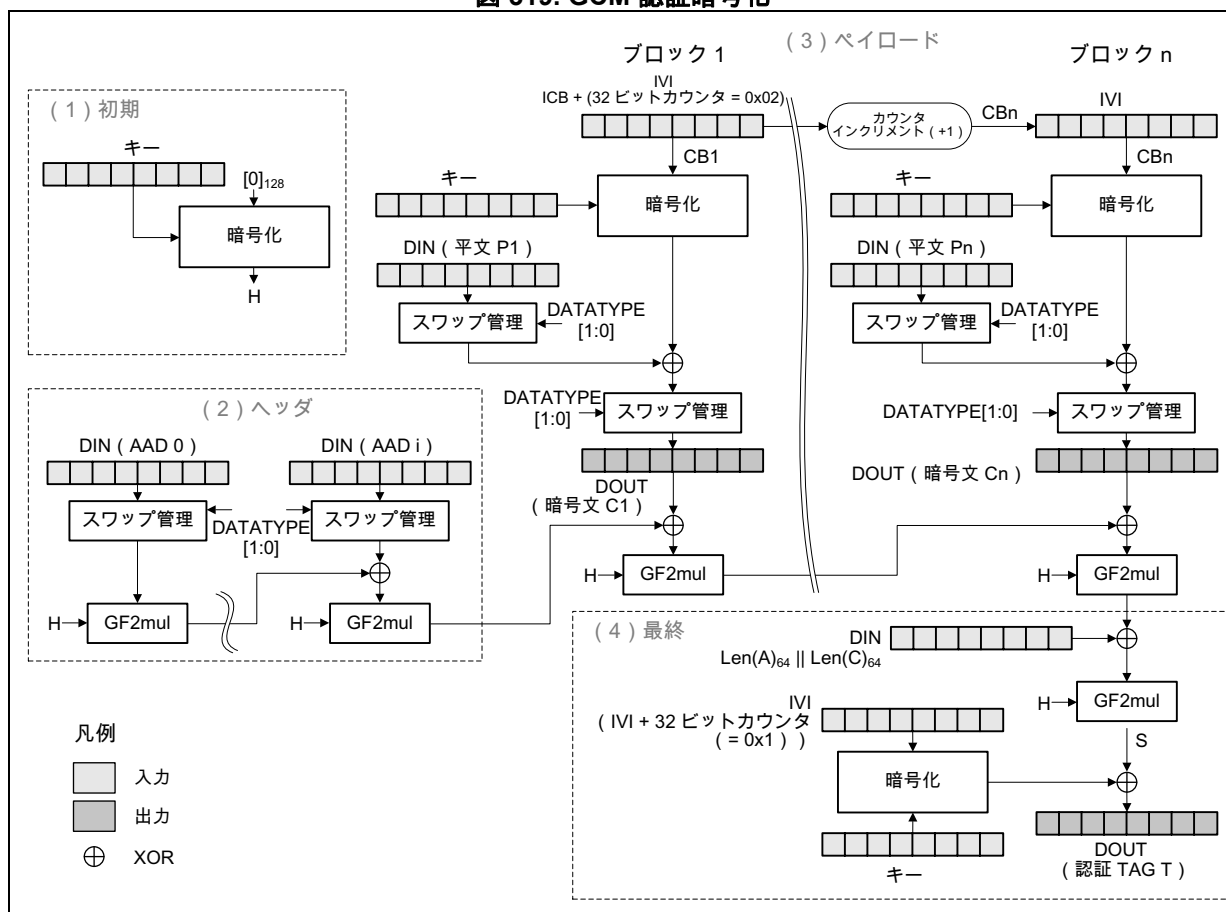 図 319. GCM 認証暗号化
(3)ペイロード
ブロック 1
ブロック n
(1)初期
キー
[0]128
暗号化
H
IVI
ICB + (32 ビットカウンタ = 0x02)
カウンタ
インクリメント(+1)
CBn
IVI
CB1
CBn
キー
暗号化
キー
暗号化
DIN(平文 P1)
DIN(平文 Pn)
スワップ管理
DATATYPE
[1:0]
スワップ管理
DATATYPE
[1:0]
DATATYPE
[1:0]
スワップ管理
DATATYPE[1:0]
スワップ管理
DOUT
(暗号文 C1)
DOUT(暗号文 Cn)
H
GF2mul
H
GF2mul
(2)ヘッダ
DIN(AAD 0)
DIN(AAD i)
スワップ管理
DATATYPE
[1:0]
スワップ管理
H
GF2mul
H
GF2mul
(4)最終
DIN
Len(A)64 || Len(C)64
H
GF2mul
S
IVI
(IVI + 32 ビットカウンタ
(= 0x1))
暗号化
キー
DOUT
(認証 TAG T)
凡例
入力
出力
XOR